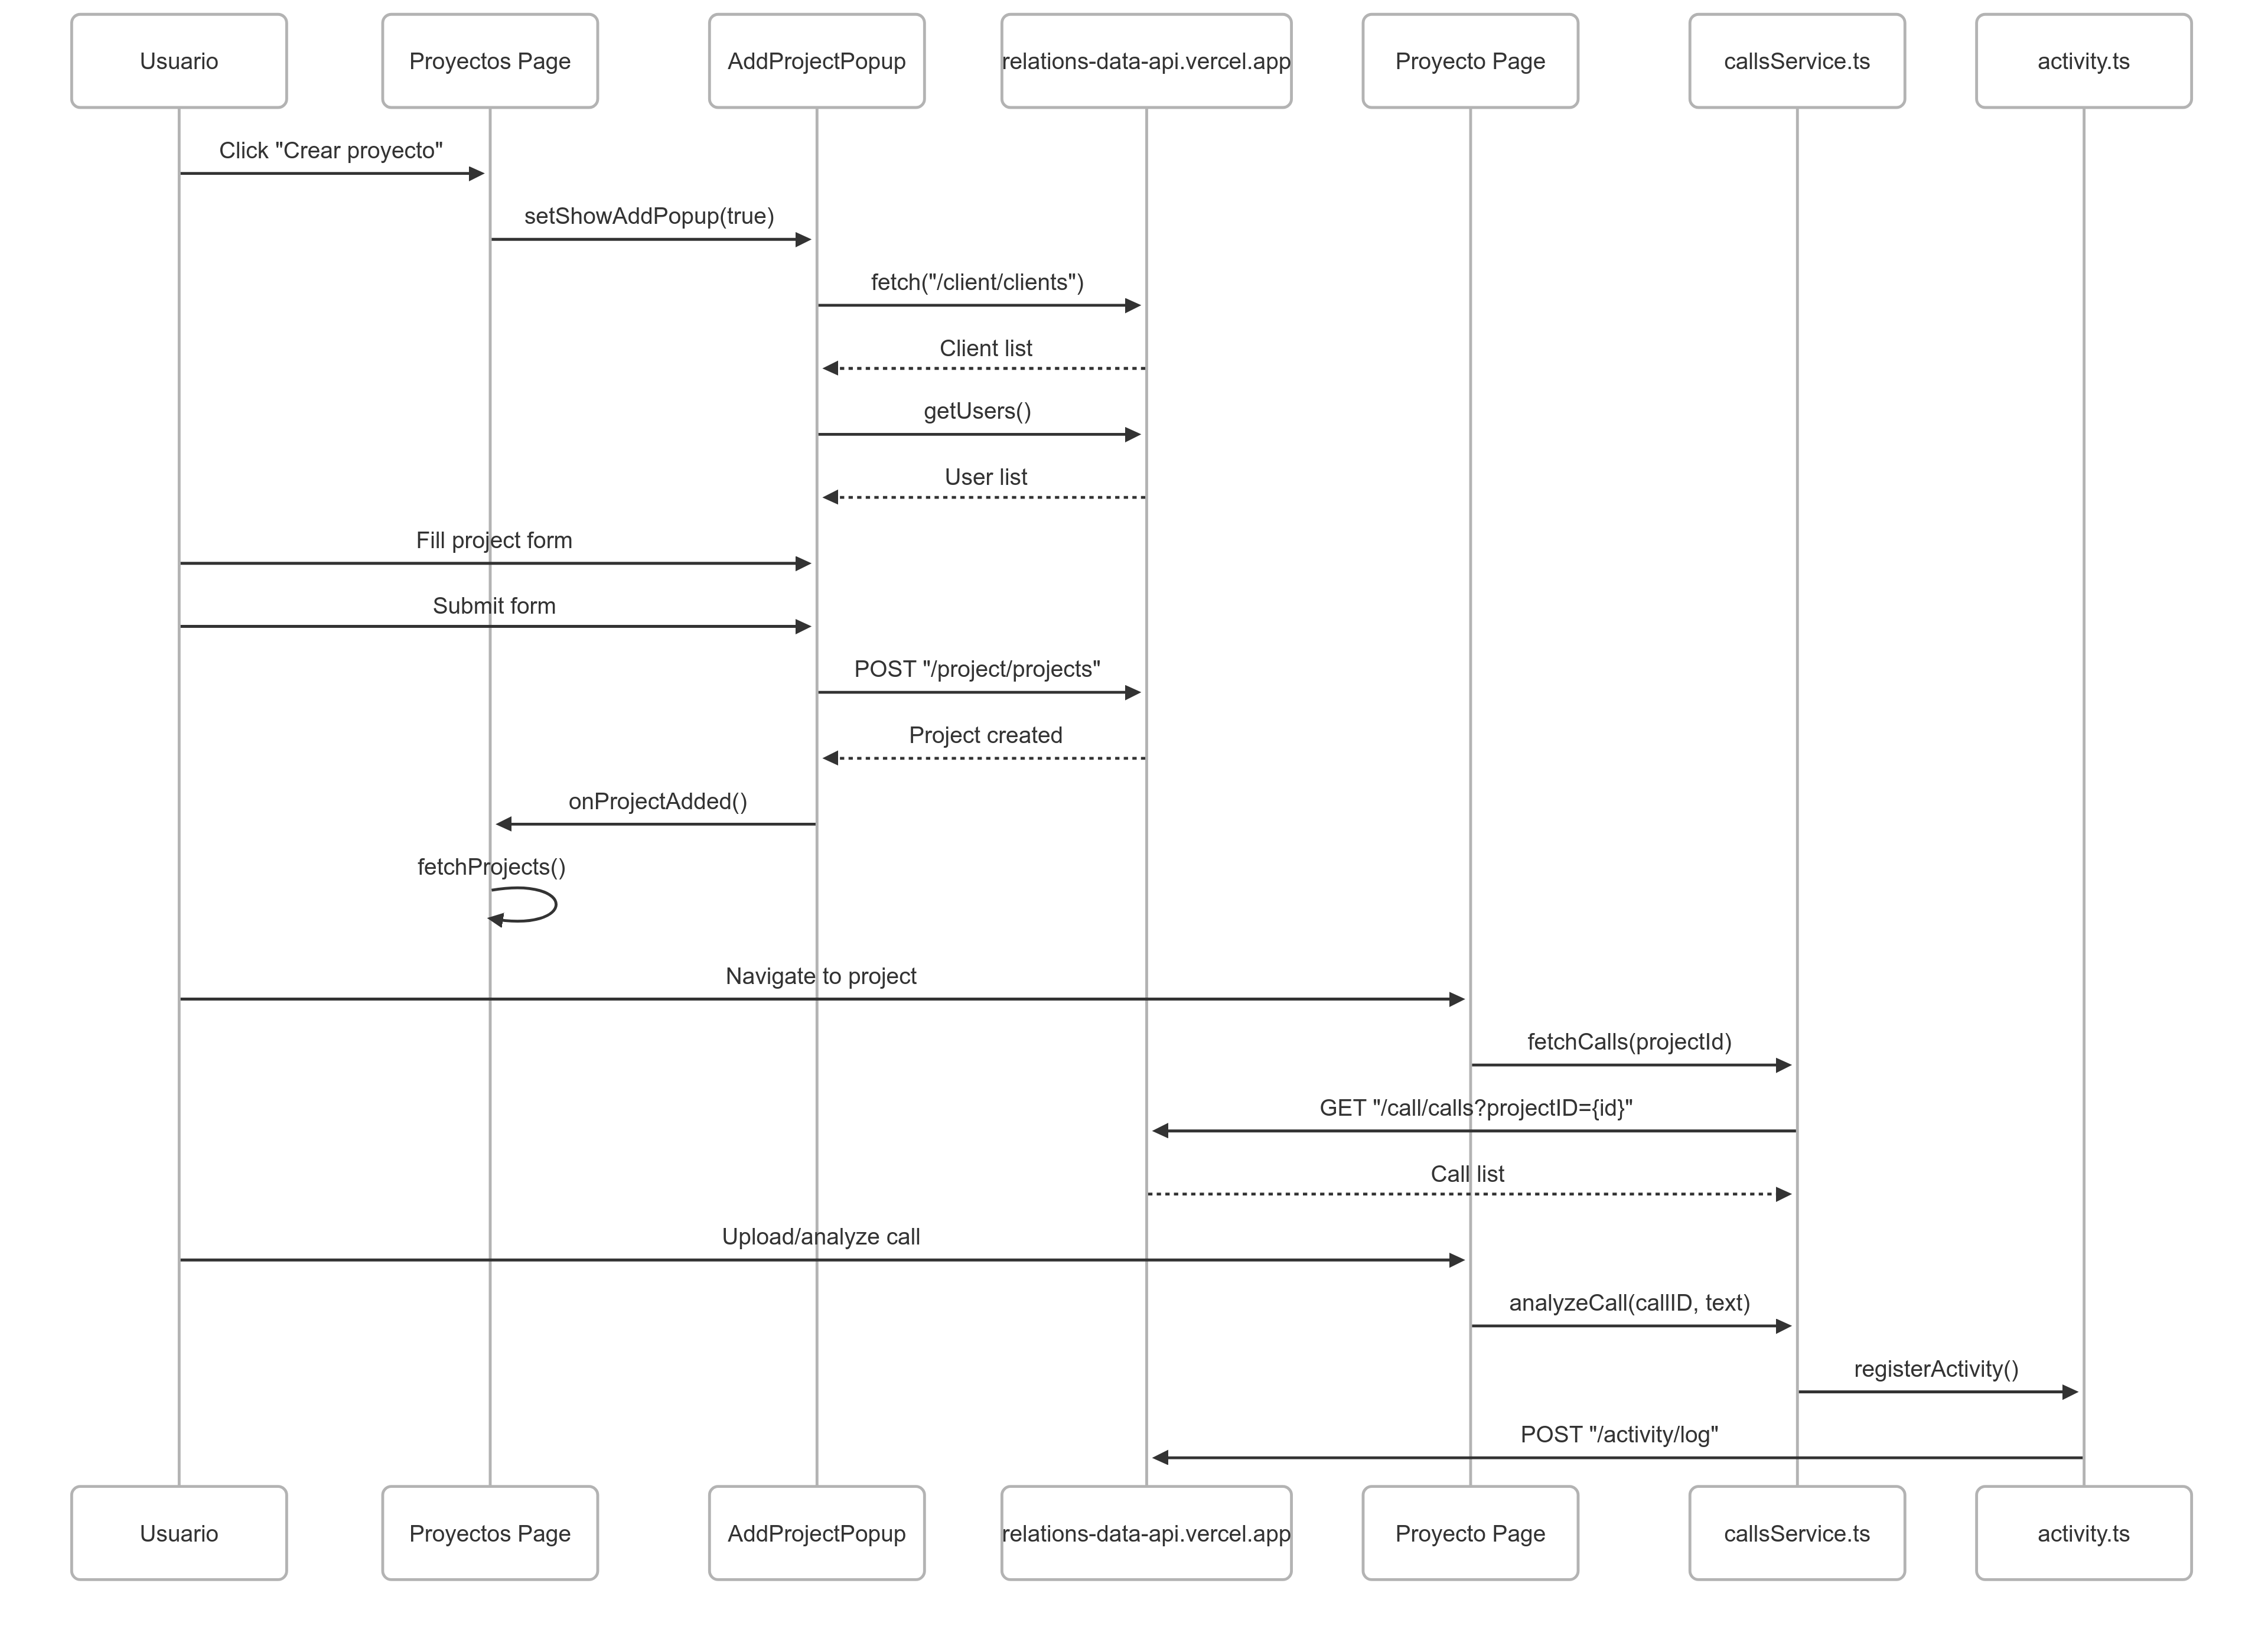 Usuario
Proyectos Page
AddProjectPopup
relations-data-api.vercel.app
Proyecto Page
callsService.ts
activity.ts
Click "Crear proyecto"
setShowAddPopup(true)
fetch("/client/clients")
Client list
getUsers()
User list
Fill project form
Submit form
POST "/project/projects"
Project created
onProjectAdded()
fetchProjects()
Navigate to project
fetchCalls(projectId)
GET "/call/calls?projectID={id}"
Call list
Upload/analyze call
analyzeCall(callID, text)
registerActivity()
POST "/activity/log"
Usuario
Proyectos Page
AddProjectPopup
relations-data-api.vercel.app
Proyecto Page
callsService.ts
activity.ts